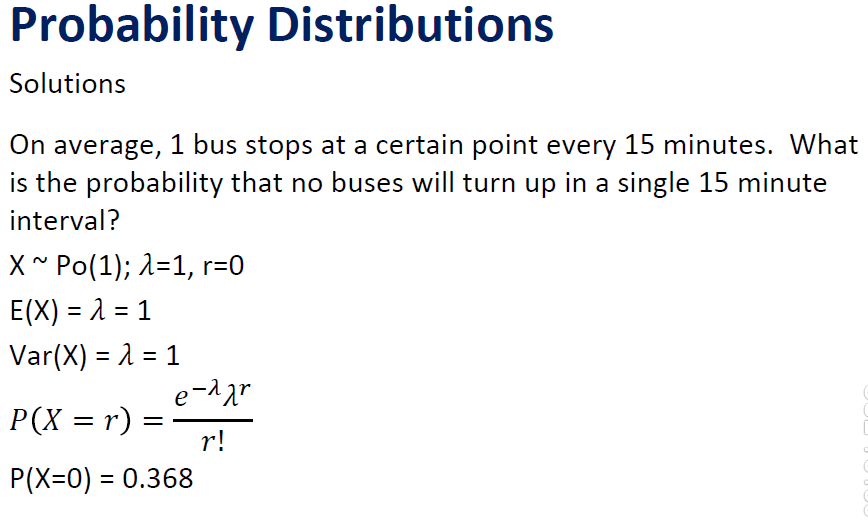 Probability Distributions
Solutions
On average, 1 bus stops at a certain point every 15 minutes.  What
is the probability that no buses will turn up in a single 15 minute
interval?
X ~ Po(1); 𝜆=1, r=0
E(X) = 𝜆 = 1
Var(X) = 𝜆 = 1
𝑃(𝑋 = 𝑟) = \frac{𝑒^{−𝜆}𝜆^{𝑟}}{𝑟!}
P(X=0) = 0.368